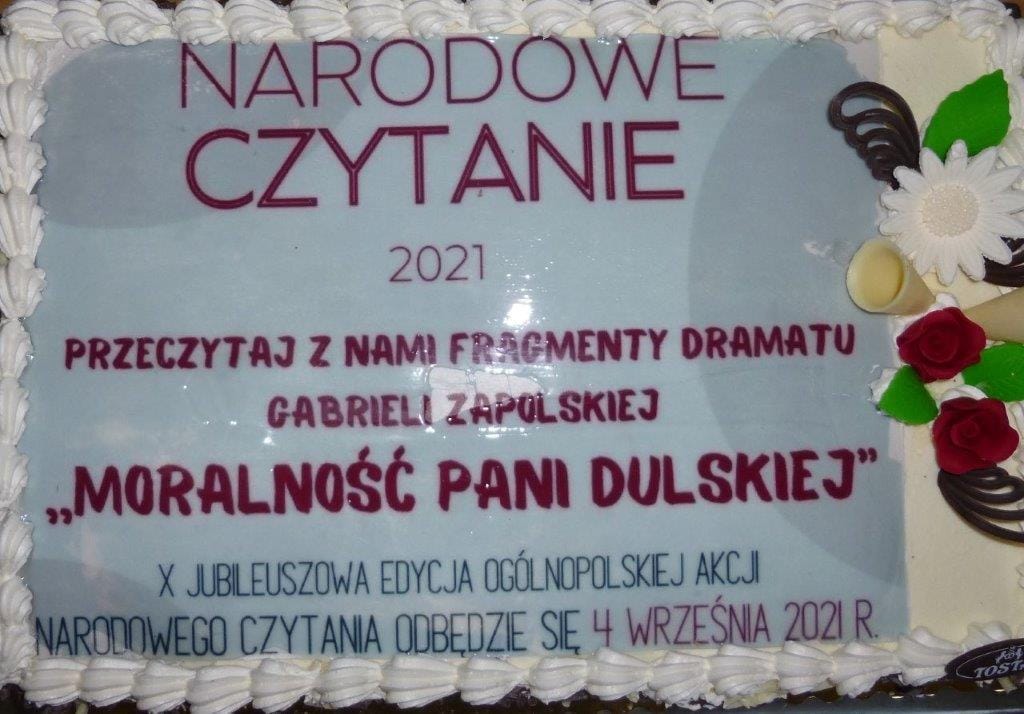 NARODOWE
CZYTANIE
2021
PRZECZYTAJ Z NAMI FRAGMENTY DRAMATU
GABRIELI ZAPOLSKIEJ
„MORALNOŚĆ PANI DULSKIEJ”
X JUBILEUSZOWA EDYCJA OGÓLNOPOLSKIEJ AKCJI
NARODOWEGO CZYTANIA ODBĘDZIE SIĘ 4 WRZEŚNIA 2021 R.